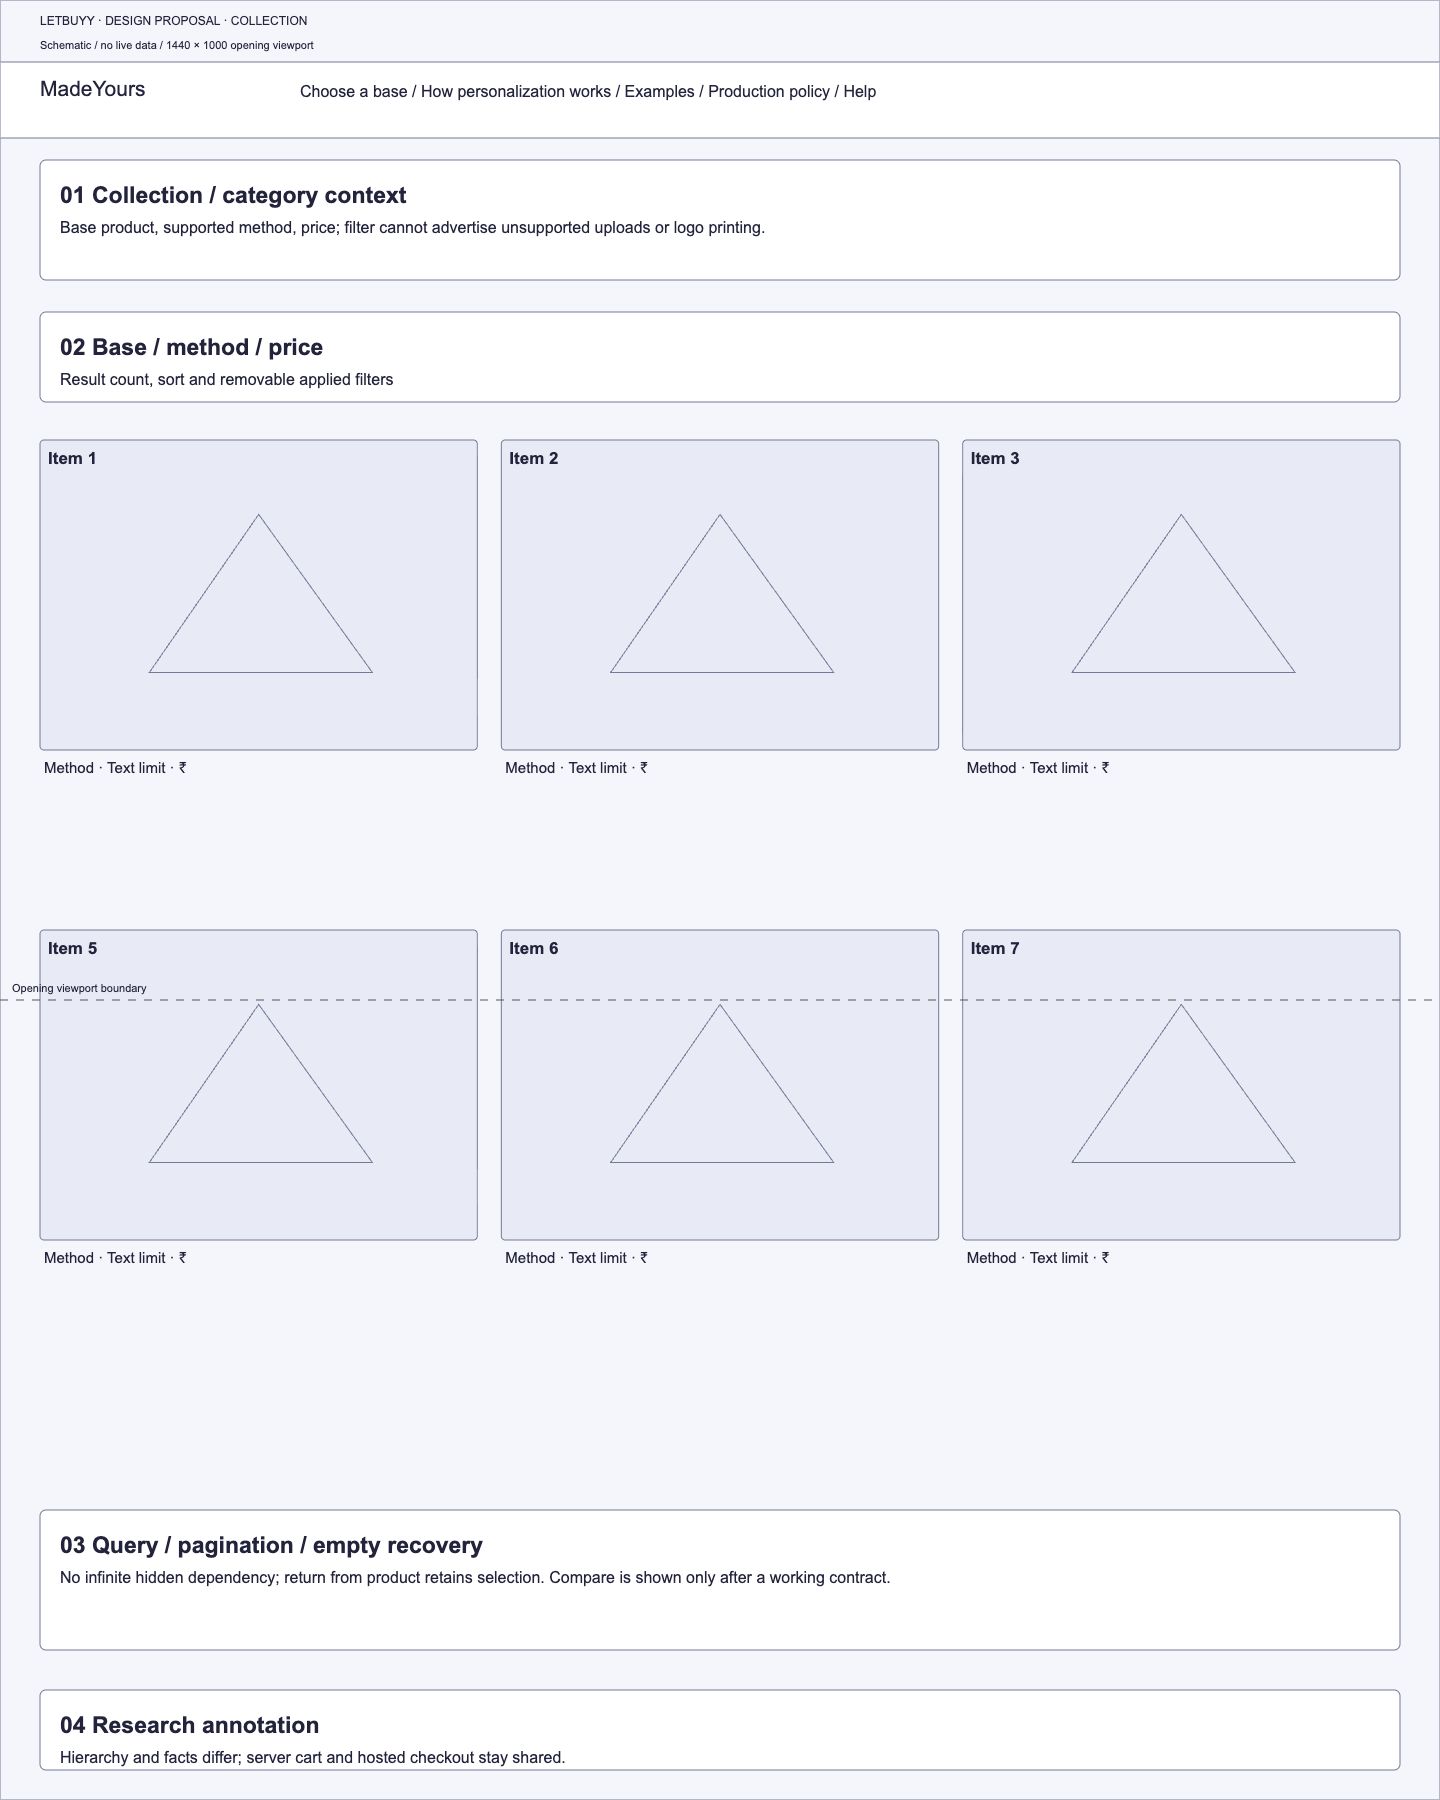 LETBUYY · DESIGN PROPOSAL · COLLECTION
Schematic / no live data / 1440 × 1000 opening viewport
MadeYours
Choose a base / How personalization works / Examples / Production policy / Help
01 Collection / category context
Base product, supported method, price; filter cannot advertise unsupported uploads or logo printing.
02 Base / method / price
Result count, sort and removable applied filters
Item 1
Item 2
Item 3
Method · Text limit · ₹
Method · Text limit · ₹
Method · Text limit · ₹
Item 5
Item 6
Item 7
Opening viewport boundary
Method · Text limit · ₹
Method · Text limit · ₹
Method · Text limit · ₹
03 Query / pagination / empty recovery
No infinite hidden dependency; return from product retains selection. Compare is shown only after a working contract.
04 Research annotation
Hierarchy and facts differ; server cart and hosted checkout stay shared.